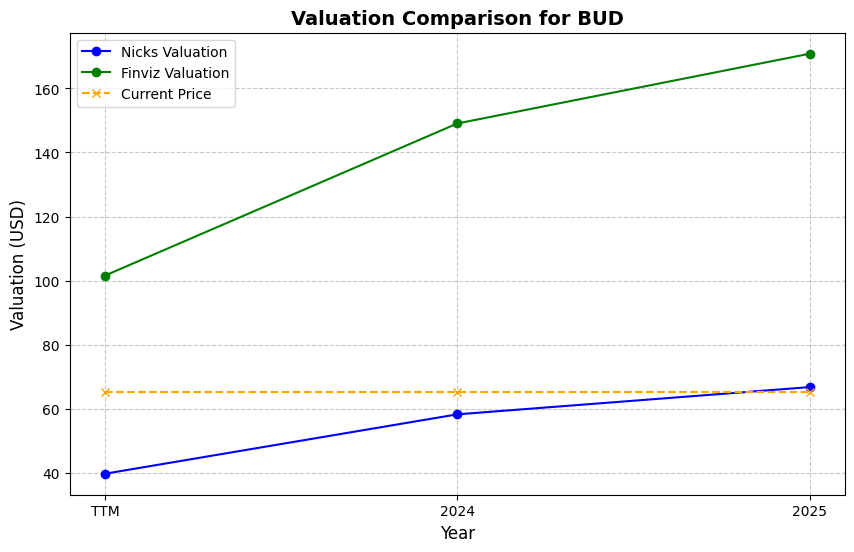 Valuation Comparison for BUD
Nicks Valuation
Finviz Valuation
Current Price
Valuation (USD)
160
140
120
100
80
60
40
TTM
2024
2025
Year